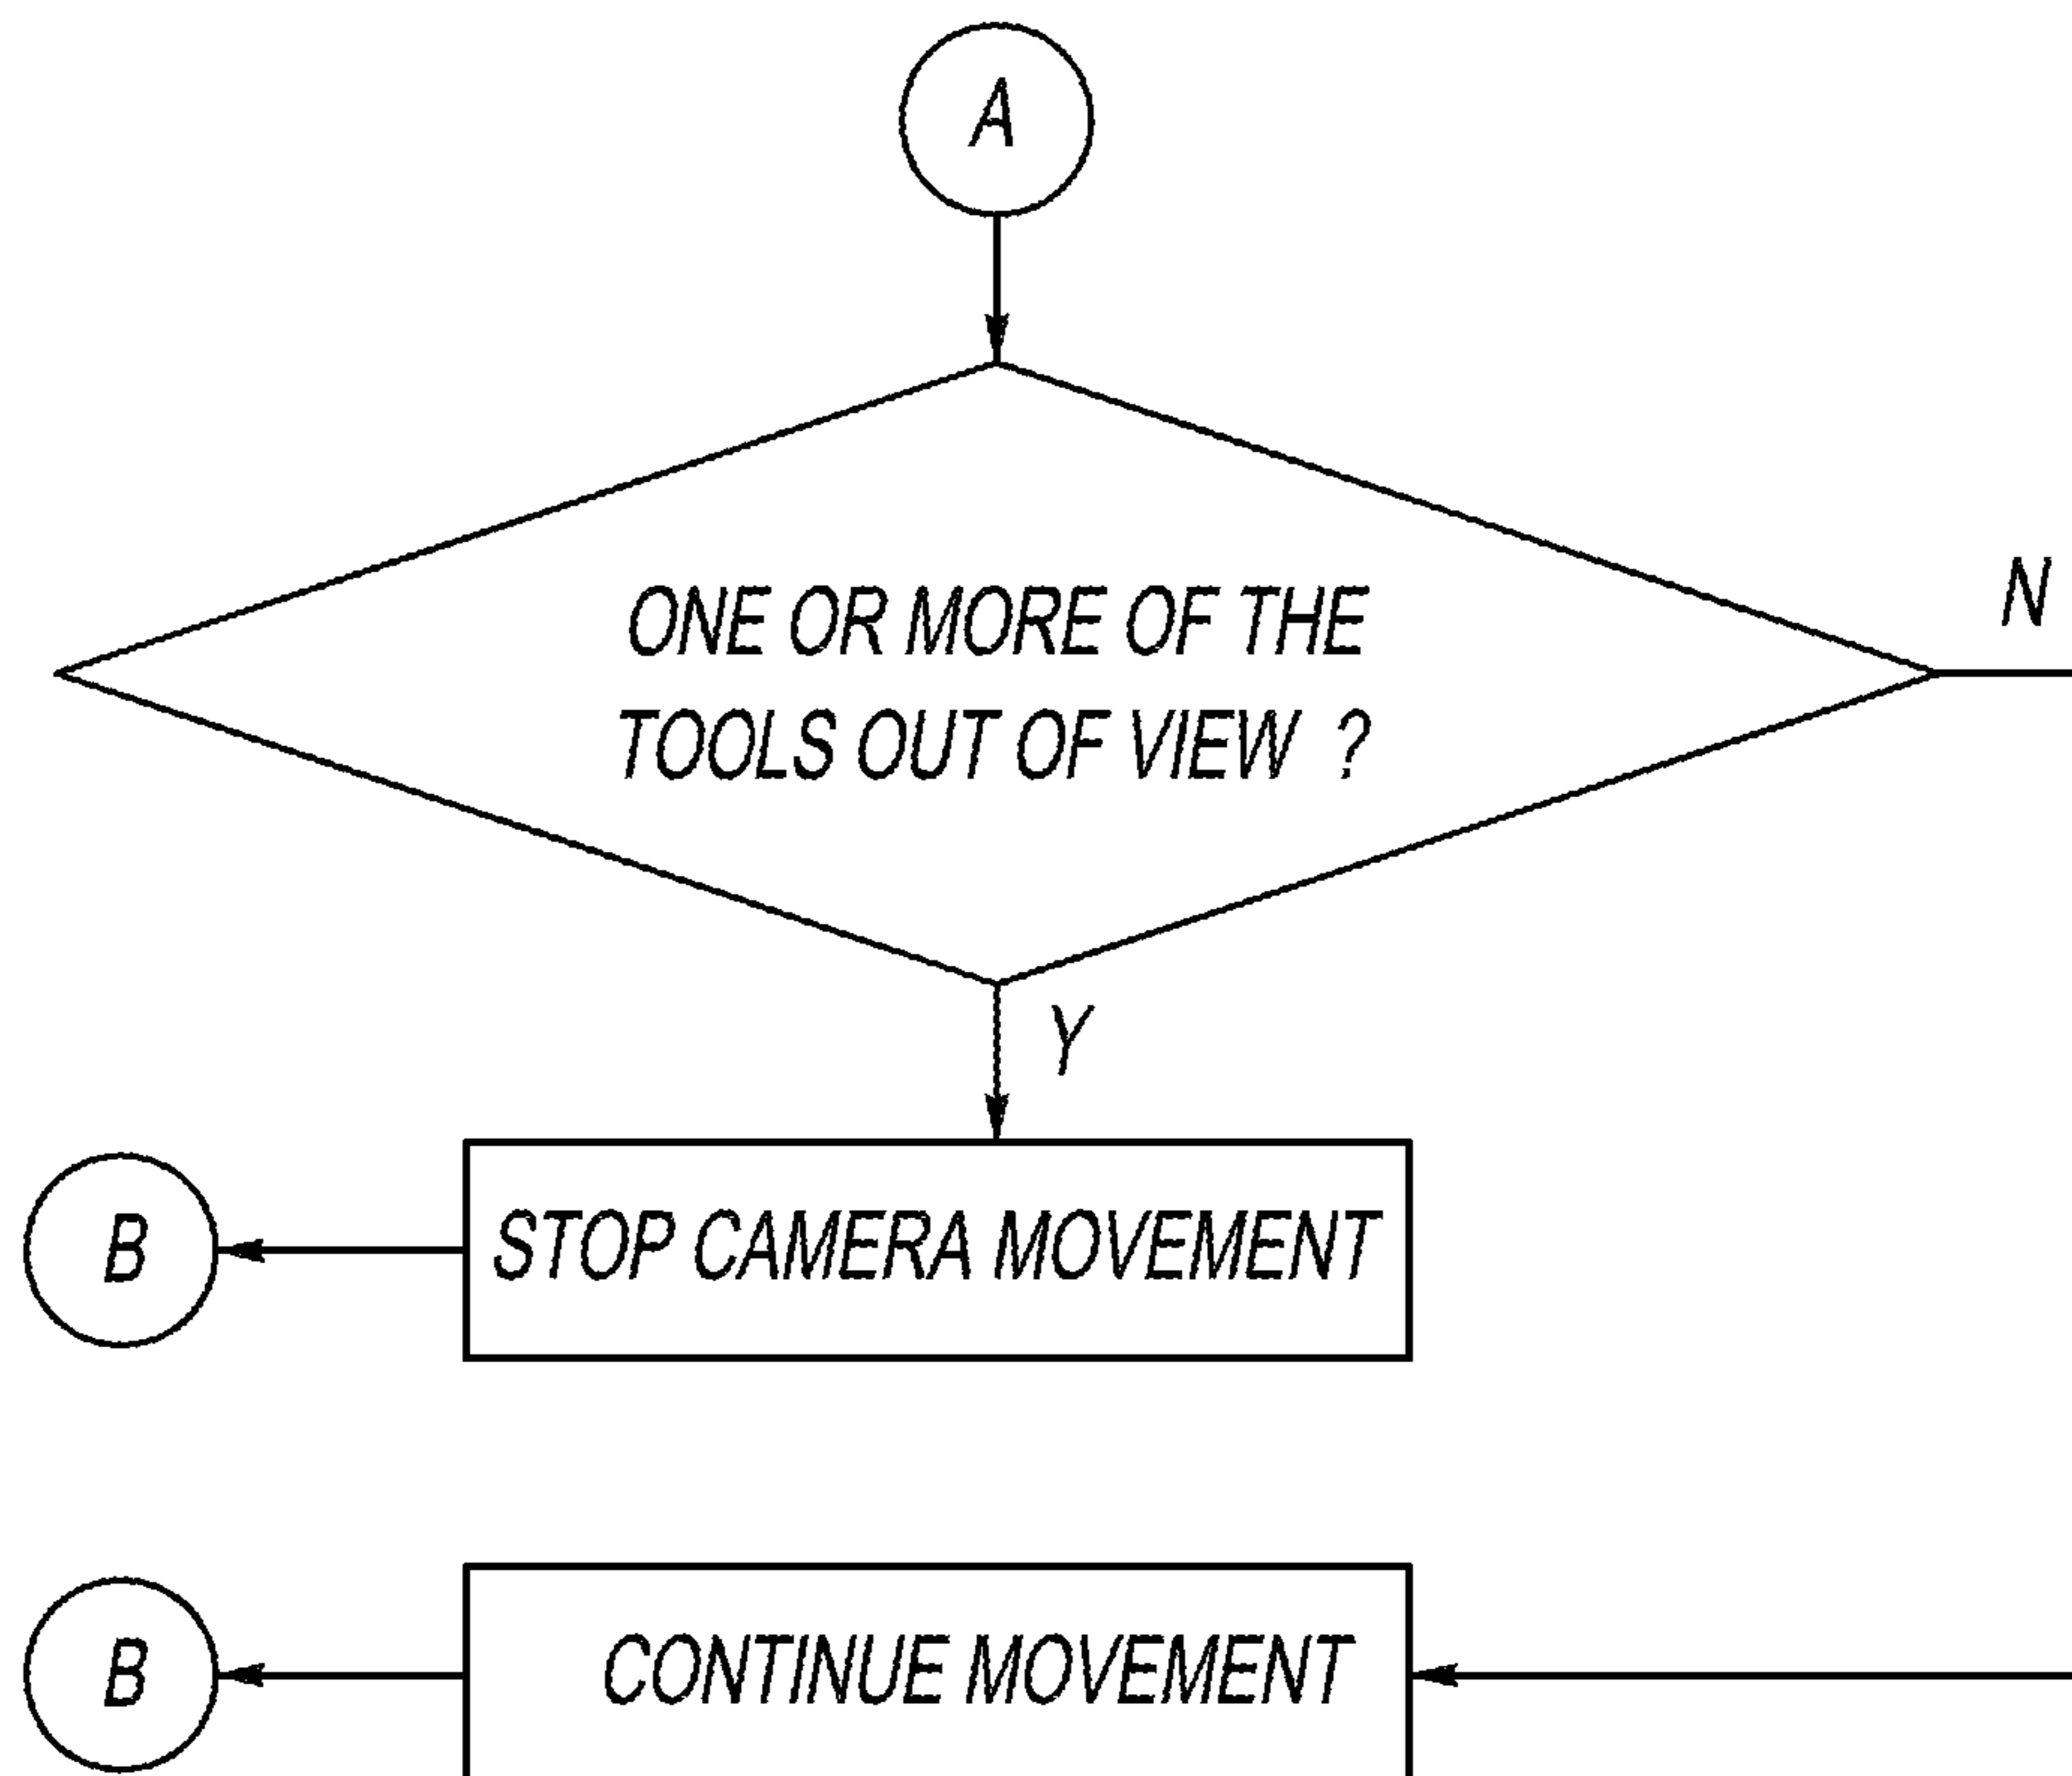 A
ONE OR MORE OF THE
TOOLS OUT OF VIEW ?
N
Y
B
STOP CAMERA MOVEMENT
B
CONTINUE MOVEMENT